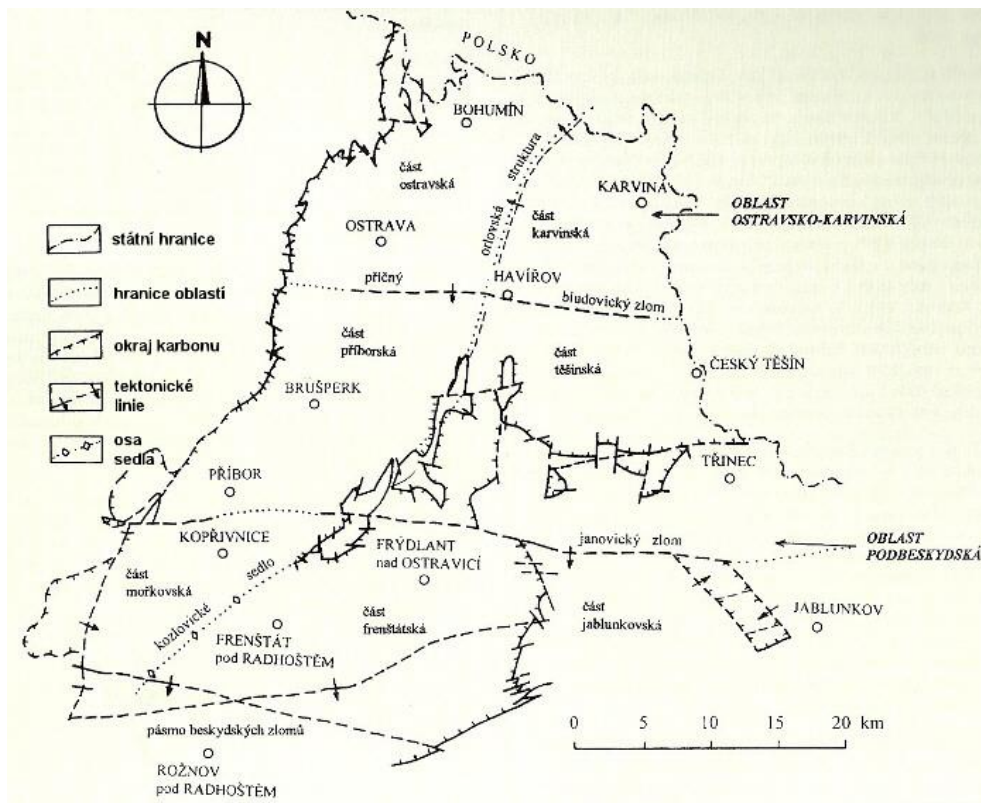 N
POLSKO
BOHUMÍN
část
ostravská
struktura
orlovská
KARVINÁ
OBLAST
OSTRAVSKO-KARVINSKÁ
část
karvinská
OSTRAVA
státní hranice
příčný
HAVÍŘOV
bludovický zlom
hranice oblastí
část
příborská
část
těšínská
okraj karbonu
ČESKÝ TĚŠÍN
BRUŠPERK
tektonické
linie
osa
sedla
TŘINEC
PŘÍBOR
KOPŘIVNICE
FRÝDLANT
nad OSTRAVICÍ
janovický zlom
OBLAST
PODBESKYDSKÁ
část
mořkovská
kozlovické
sedlo
část
frenštátská
část
jablunkovská
JABLUNKOV
FRENŠTÁT
pod RADHOŠTĚM
pásmo beskydských zlomů
ROŽNOV
pod RADHOŠTĚM
0 5 10 15 20 km